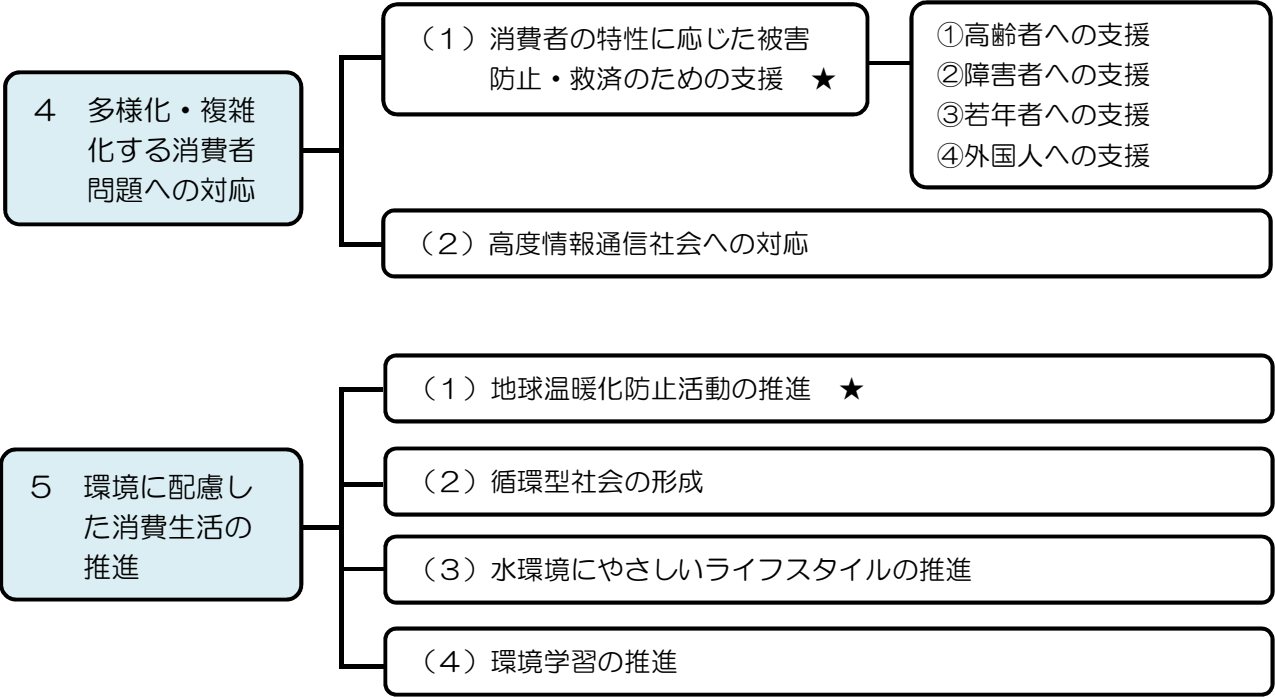 ４　多様化・複雑
化する消費者
問題への対応
（１）消費者の特性に応じた被害
防止・救済のための支援　★
①高齢者への支援
②障害者への支援
③若年者への支援
④外国人への支援
（２）高度情報通信社会への対応
５　環境に配慮し
た消費生活の
推進
（１）地球温暖化防止活動の推進　★
（２）循環型社会の形成
（３）水環境にやさしいライフスタイルの推進
（４）環境学習の推進